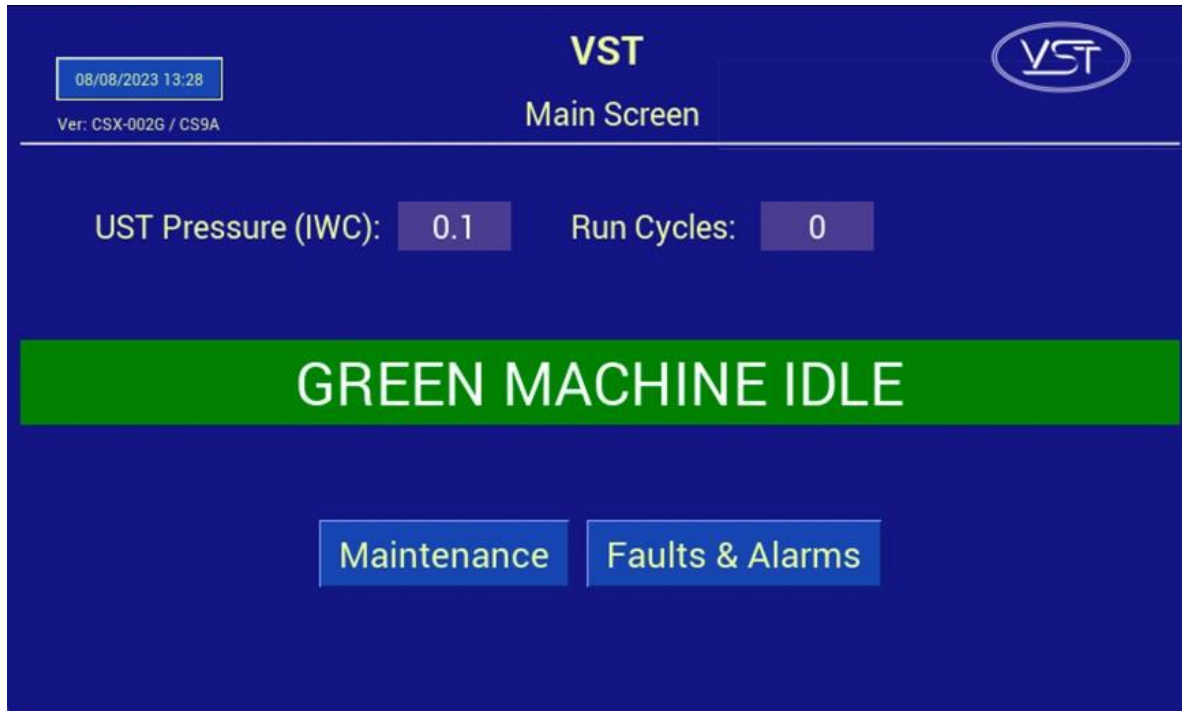 VST
VST
08/08/2023 13:28
Main Screen
Ver: CSX-002G / CS9A
UST Pressure (IWC): 0.1 Run Cycles: 0
GREEN MACHINE IDLE
Maintenance Faults & Alarms